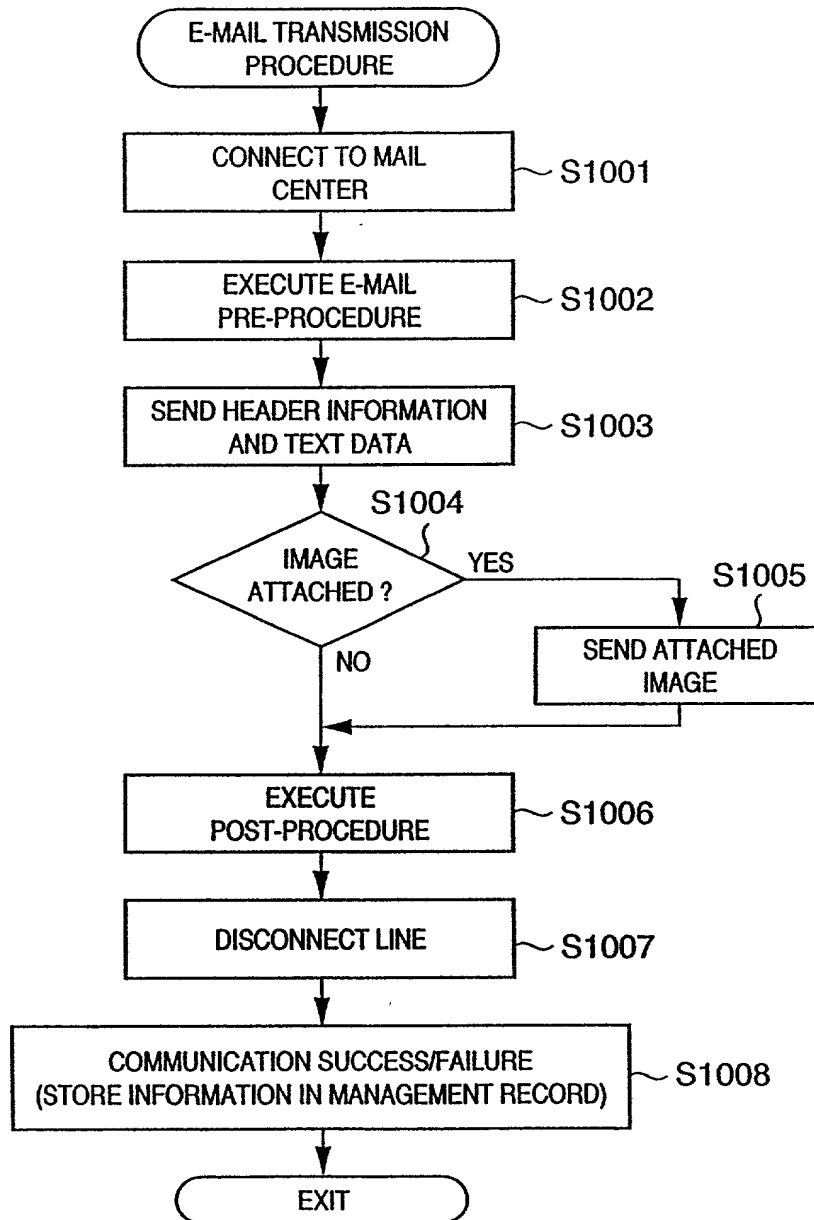 E-MAIL TRANSMISSION
PROCEDURE
CONNECT TO MAIL
CENTER
S1001
EXECUTE E-MAIL
PRE-PROCEDURE
S1002
SEND HEADER INFORMATION
AND TEXT DATA
S1003
S1004
IMAGE
ATTACHED ?
YES
S1005
SEND ATTACHED
IMAGE
NO
EXECUTE
POST-PROCEDURE
S1006
DISCONNECT LINE
S1007
COMMUNICATION SUCCESS/FAILURE
(STORE INFORMATION IN MANAGEMENT RECORD)
S1008
EXIT